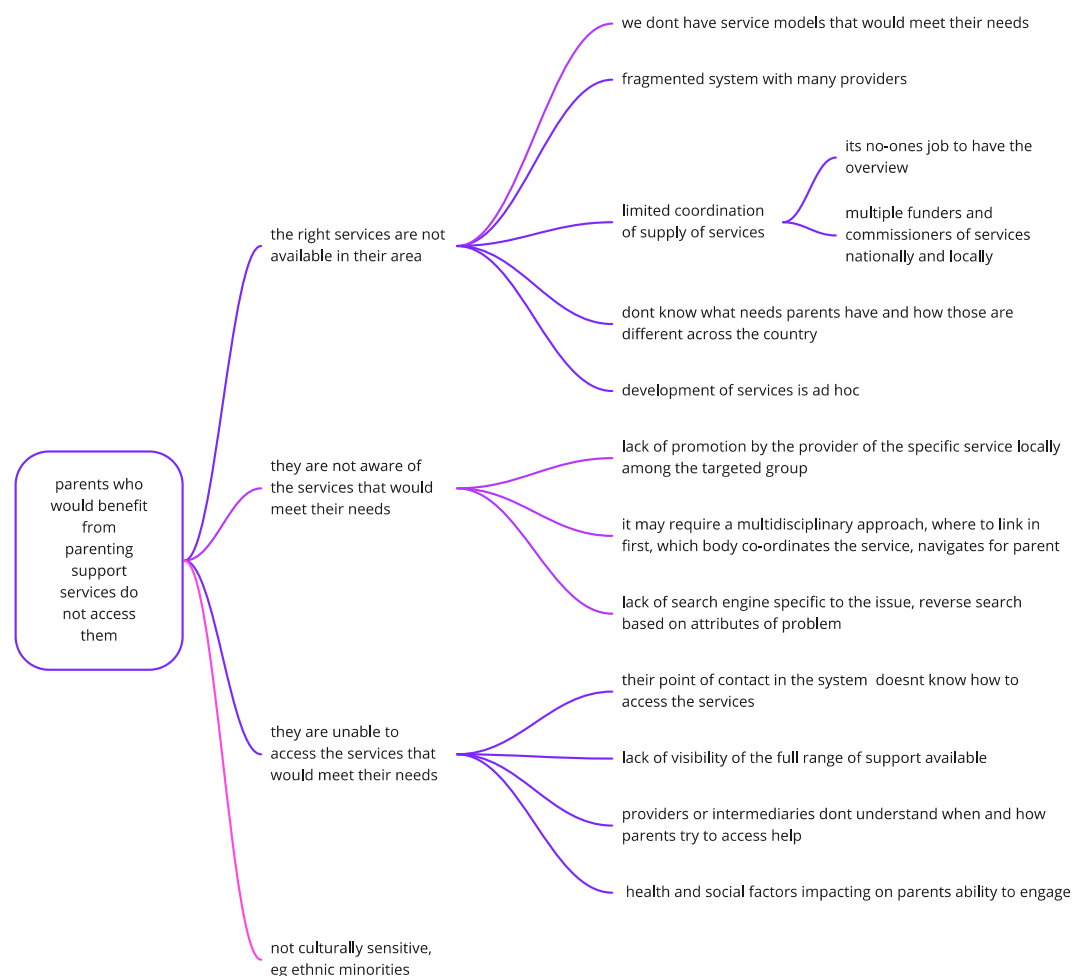 parents who
would benefit
from
parenting
support
services do
not access
them
the right services are not
available in their area
we dont have service models that would meet their needs
fragmented system with many providers
limited coordination
of supply of services
its no-ones job to have the
overview
multiple funders and
commissioners of services
nationally and locally
dont know what needs parents have and how those are
different across the country
development of services is ad hoc
they are not aware of
the services that would
meet their needs
lack of promotion by the provider of the specific service locally
among the targeted group
it may require a multidisciplinary approach, where to link in
first, which body co-ordinates the service, navigates for parent
lack of search engine specific to the issue, reverse search
based on attributes of problem
they are unable to
access the services that
would meet their needs
their point of contact in the system  doesnt know how to
access the services
lack of visibility of the full range of support available
providers or intermediaries dont understand when and how
parents try to access help
health and social factors impacting on parents ability to engage
not culturally sensitive,
eg ethnic minorities